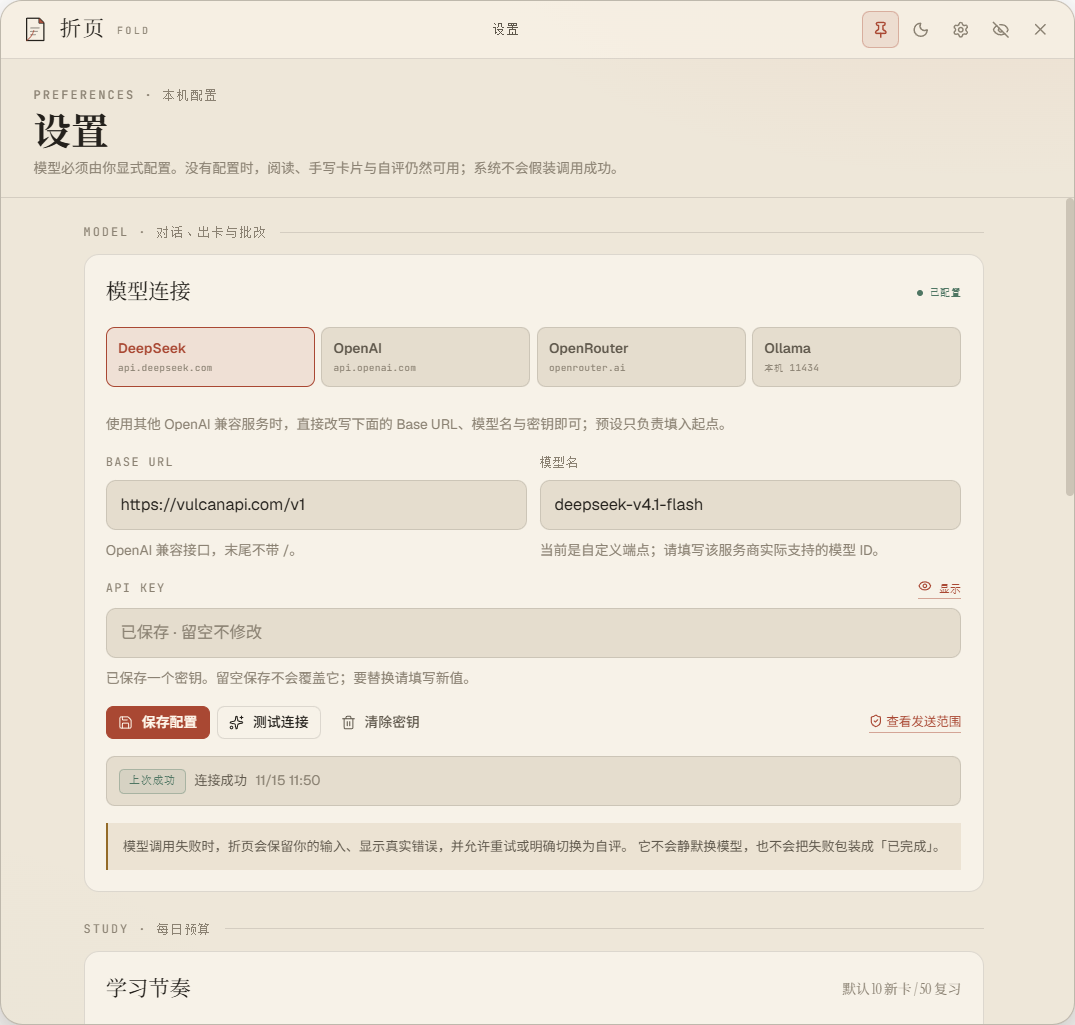 折页 FOLD
设置
PREFERENCES · 本机配置
设置
模型必须由你显式配置。没有配置时，阅读、手写卡片与自评仍然可用；系统不会假装调用成功。
MODEL · 对话、出卡与批改
模型连接
已配置
DeepSeek
api.deepseek.com
OpenAI
api.openai.com
OpenRouter
openrouter.ai
Ollama
本机 11434
使用其他 OpenAI 兼容服务时，直接改写下面的 Base URL、模型名与密钥即可；预设只负责填入起点。
BASE URL
模型名
https://vulcanapi.com/v1
deepseek-v4.1-flash
OpenAI 兼容接口，末尾不带 /。
当前是自定义端点；请填写该服务商实际支持的模型 ID。
API KEY
显示
已保存 · 留空不修改
已保存一个密钥。留空保存不会覆盖它；要替换请填写新值。
保存配置
测试连接
清除密钥
查看发送范围
上次成功 连接成功 11/15 11:50
模型调用失败时，折页会保留你的输入、显示真实错误，并允许重试或明确切换为自评。 它不会静默换模型，也不会把失败包装成「已完成」。
STUDY · 每日预算
学习节奏
默认 10 新卡 / 50 复习